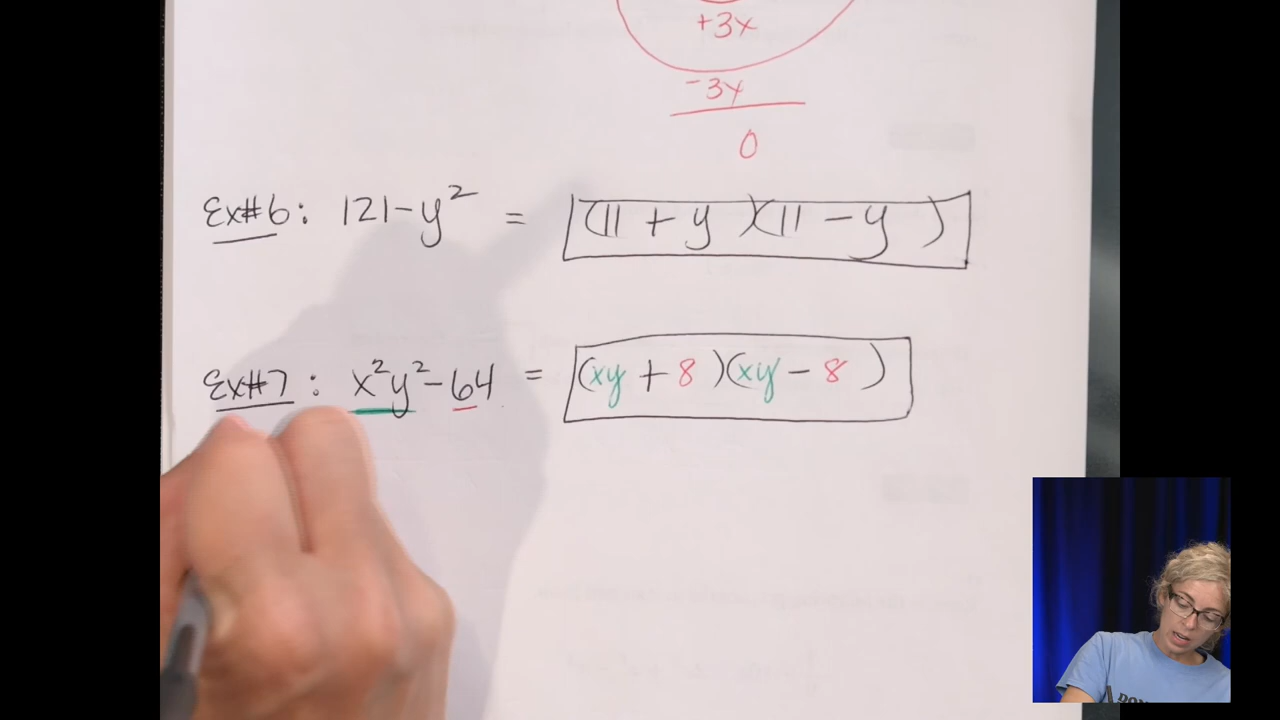 +3x
-3x
0
Ex#6: 121-y² = (11 + y)(11 - y)
Ex#7: x²y²-64 = (xy + 8)(xy - 8)